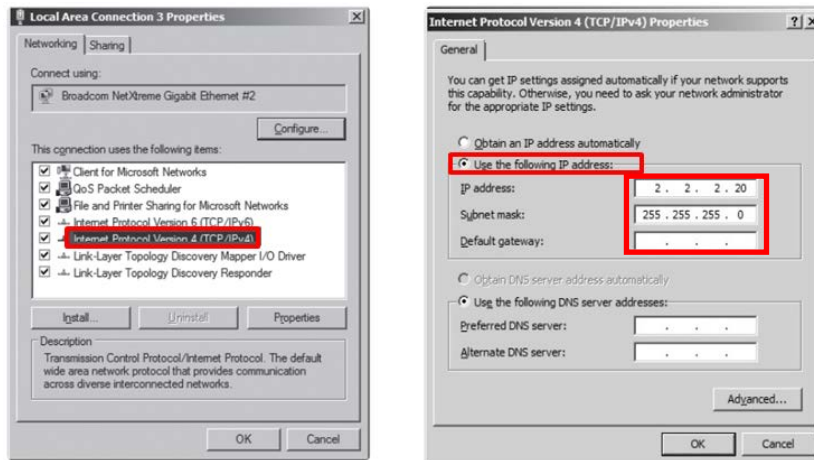 Local Area Connection 3 Properties
Networking
Sharing
Connect using:
Broadcom NetXtreme Gigabit Ethernet #2
Configure...
This connection uses the following items:
Client for Microsoft Networks
QoS Packet Scheduler
File and Printer Sharing for Microsoft Networks
Internet Protocol Version 6 (TCP/IPv6)
Internet Protocol Version 4 (TCP/IPv4)
Link-Layer Topology Discovery Mapper I/O Driver
Link-Layer Topology Discovery Responder
Install...
Uninstall
Properties
Description
Transmission Control Protocol/Internet Protocol. The default
wide area network protocol that provides communication
across diverse interconnected networks.
OK
Cancel
Internet Protocol Version 4 (TCP/IPv4) Properties
General
You can get IP settings assigned automatically if your network supports
this capability. Otherwise, you need to ask your network administrator
for the appropriate IP settings.
Obtain an IP address automatically
Use the following IP address:
IP address: 2 . 2 . 2 . 20
Subnet mask: 255 . 255 . 255 . 0
Default gateway: . . .
Obtain DNS server address automatically
Use the following DNS server addresses:
Preferred DNS server: . . .
Alternate DNS server: . . .
Advanced...
OK
Cancel